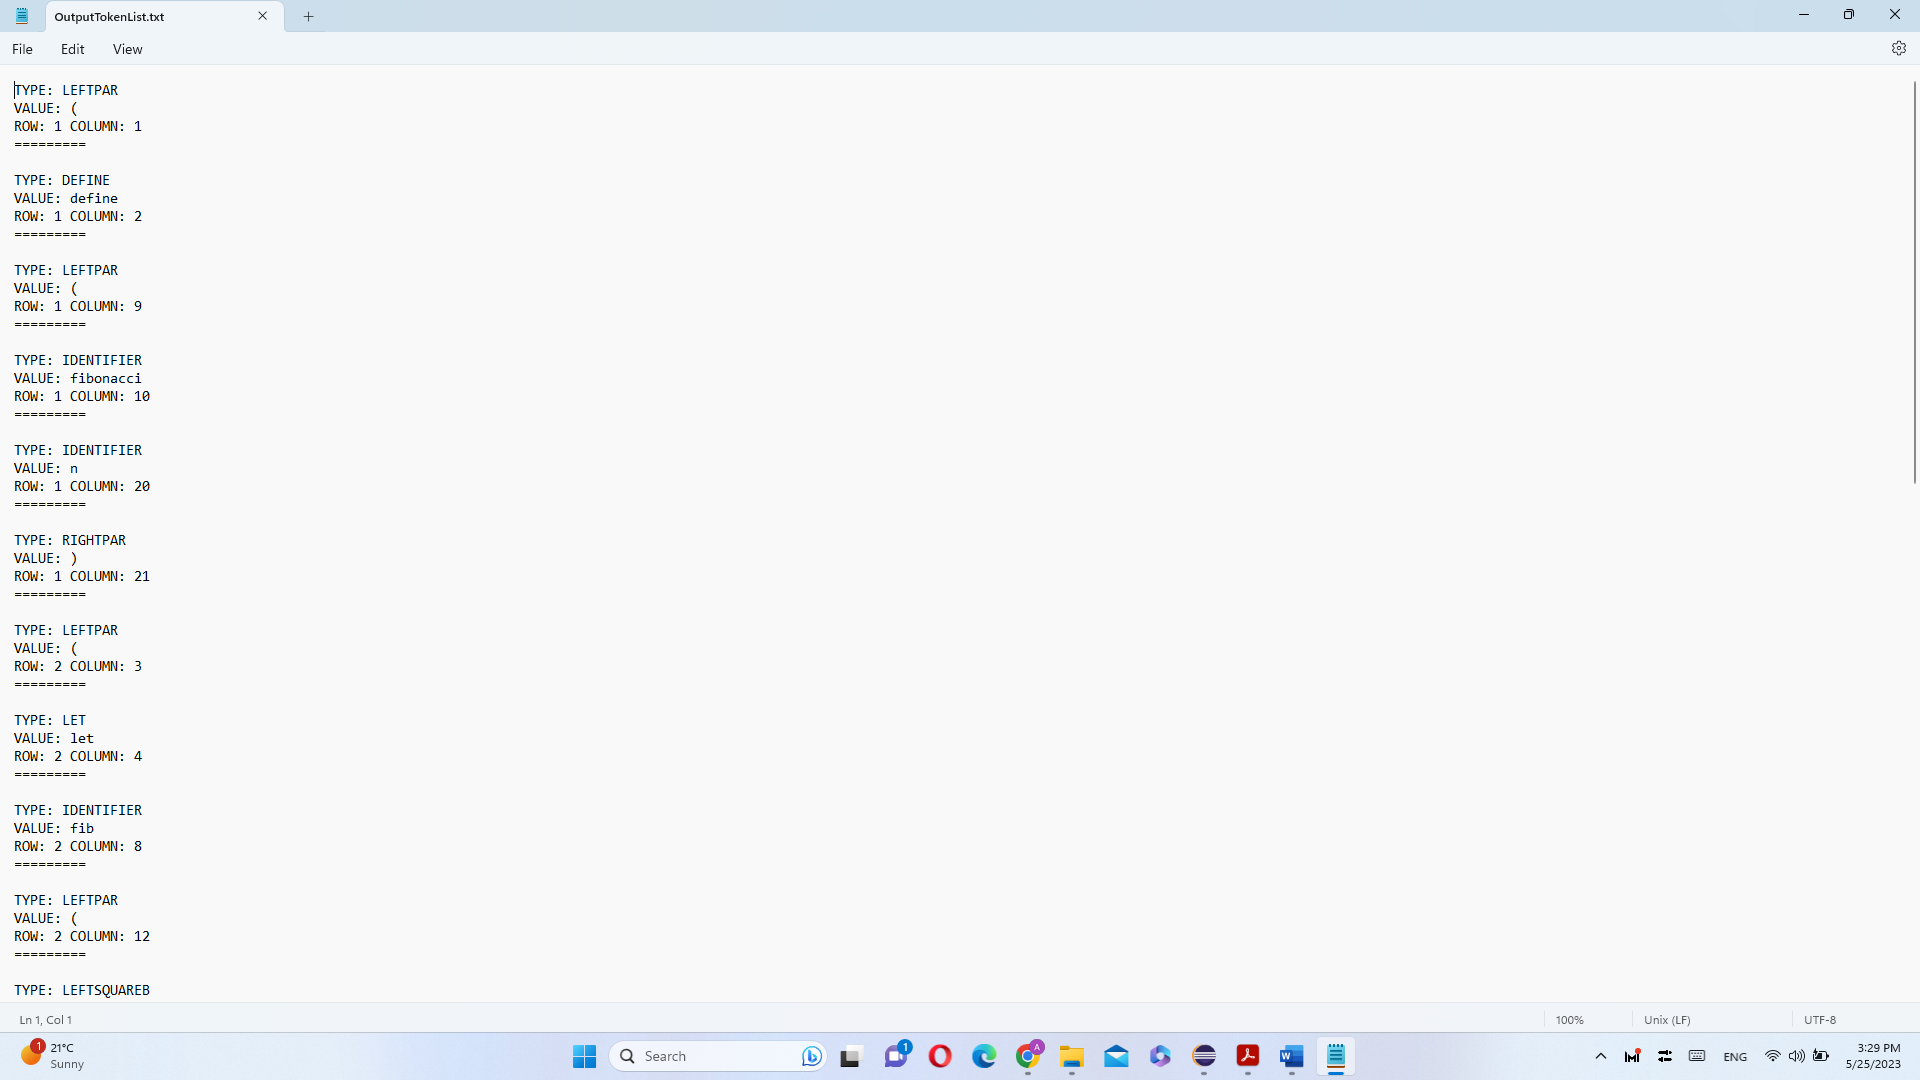 OutputTokenList.txt
File Edit View
TYPE: LEFTPAR
VALUE: (
ROW: 1 COLUMN: 1
=========
TYPE: DEFINE
VALUE: define
ROW: 1 COLUMN: 2
=========
TYPE: LEFTPAR
VALUE: (
ROW: 1 COLUMN: 9
=========
TYPE: IDENTIFIER
VALUE: fibonacci
ROW: 1 COLUMN: 10
=========
TYPE: IDENTIFIER
VALUE: n
ROW: 1 COLUMN: 20
=========
TYPE: RIGHTPAR
VALUE: )
ROW: 1 COLUMN: 21
=========
TYPE: LEFTPAR
VALUE: (
ROW: 2 COLUMN: 3
=========
TYPE: LET
VALUE: let
ROW: 2 COLUMN: 4
=========
TYPE: IDENTIFIER
VALUE: fib
ROW: 2 COLUMN: 8
=========
TYPE: LEFTPAR
VALUE: (
ROW: 2 COLUMN: 12
=========
TYPE: LEFTSQUAREB
Ln 1, Col 1 100% Unix (LF) UTF-8
1 21°C
Sunny
Search
1
A
W
ENG
3:29 PM
5/25/2023